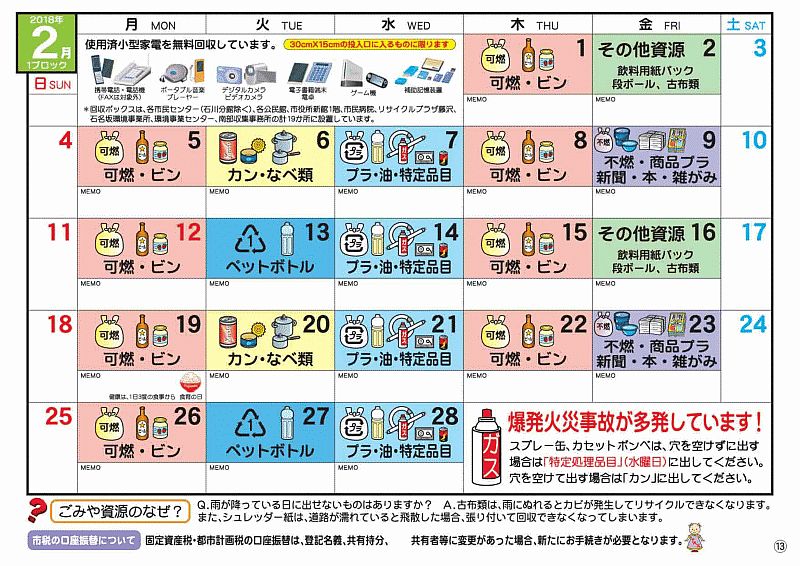 2018年
2月
1ブロック
日 SUN
月 MON
火 TUE
水 WED
木 THU
金 FRI
土 SAT
使用済小型家電を無料回収しています。
30cm×15cmの投入口に入るものに限ります
携帯電話・電話機
(FAXは対象外)
ポータブル音楽
プレーヤー
デジタルカメラ
ビデオカメラ
電子書籍端末
電卓
ゲーム機
補助記憶装置
*回収ボックスは、各市民センター(石川分館除く)、各公民館、市役所新館1階、市民病院、リサイクルプラザ藤沢、
石名坂環境事業所、環境事業センター、南部収集事務所の計19か所に設置しています。
可燃
1
可燃・ビン
MEMO
その他資源 2
飲料用紙パック
段ボール、古布類
MEMO
3
4
可燃
5
可燃・ビン
MEMO
6
カン・なべ類
MEMO
プラ
7
プラ・油・特定品目
MEMO
可燃
8
可燃・ビン
MEMO
不燃
9
不燃・商品プラ
新聞・本・雑がみ
MEMO
10
11
可燃
12
可燃・ビン
MEMO
1
13
ペットボトル
MEMO
プラ
14
プラ・油・特定品目
MEMO
可燃
15
可燃・ビン
MEMO
その他資源 16
飲料用紙パック
段ボール、古布類
MEMO
17
18
可燃
19
可燃・ビン
MEMO
健康は、1日3度の食事から 食育の日
20
カン・なべ類
MEMO
プラ
21
プラ・油・特定品目
MEMO
可燃
22
可燃・ビン
MEMO
不燃
23
不燃・商品プラ
新聞・本・雑がみ
MEMO
24
25
可燃
26
可燃・ビン
MEMO
1
27
ペットボトル
MEMO
プラ
28
プラ・油・特定品目
MEMO
ガス
爆発火災事故が多発しています!
スプレー缶、カセットボンベは、穴を空けずに出す
場合は「特定処理品目」(水曜日)に出してください。
穴を空けて出す場合は「カン」に出してください。
?
ごみや資源のなぜ?
Q.雨が降っている日に出せないものはありますか? A.古布類は、雨にぬれるとカビが発生してリサイクルできなくなります。
また、シュレッダー紙は、道路が濡れていると飛散した場合、張り付いて回収できなくなってしまいます。
市税の口座振替について
固定資産税・都市計画税の口座振替は、登記名義、共有持分、 共有者等に変更があった場合、新たにお手続きが必要となります。
13